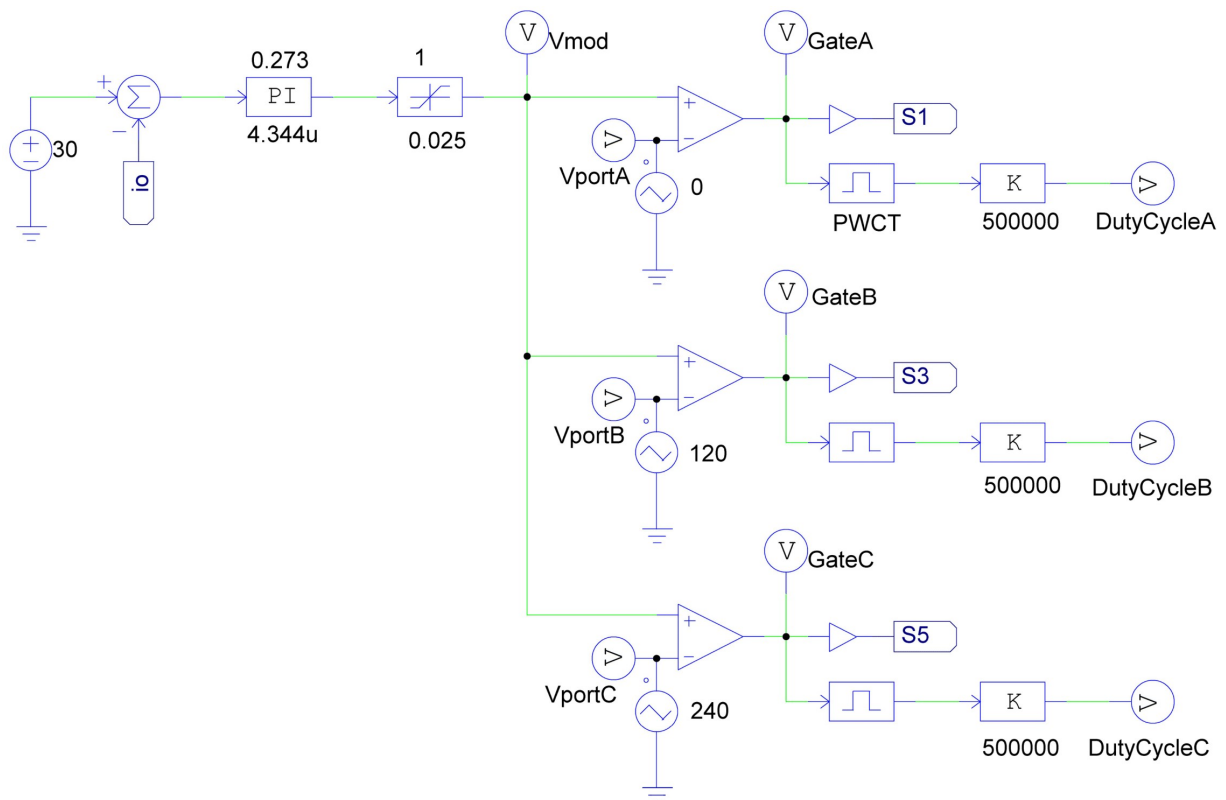 V
Vmod
V
GateA
0.273
PI
4.344u
1
0.025
S1
30
io
V
VportA
0
PWCT
K
500000
V
DutyCycleA
V
GateB
S3
V
VportB
120
K
500000
V
DutyCycleB
V
GateC
S5
V
VportC
240
K
500000
V
DutyCycleC